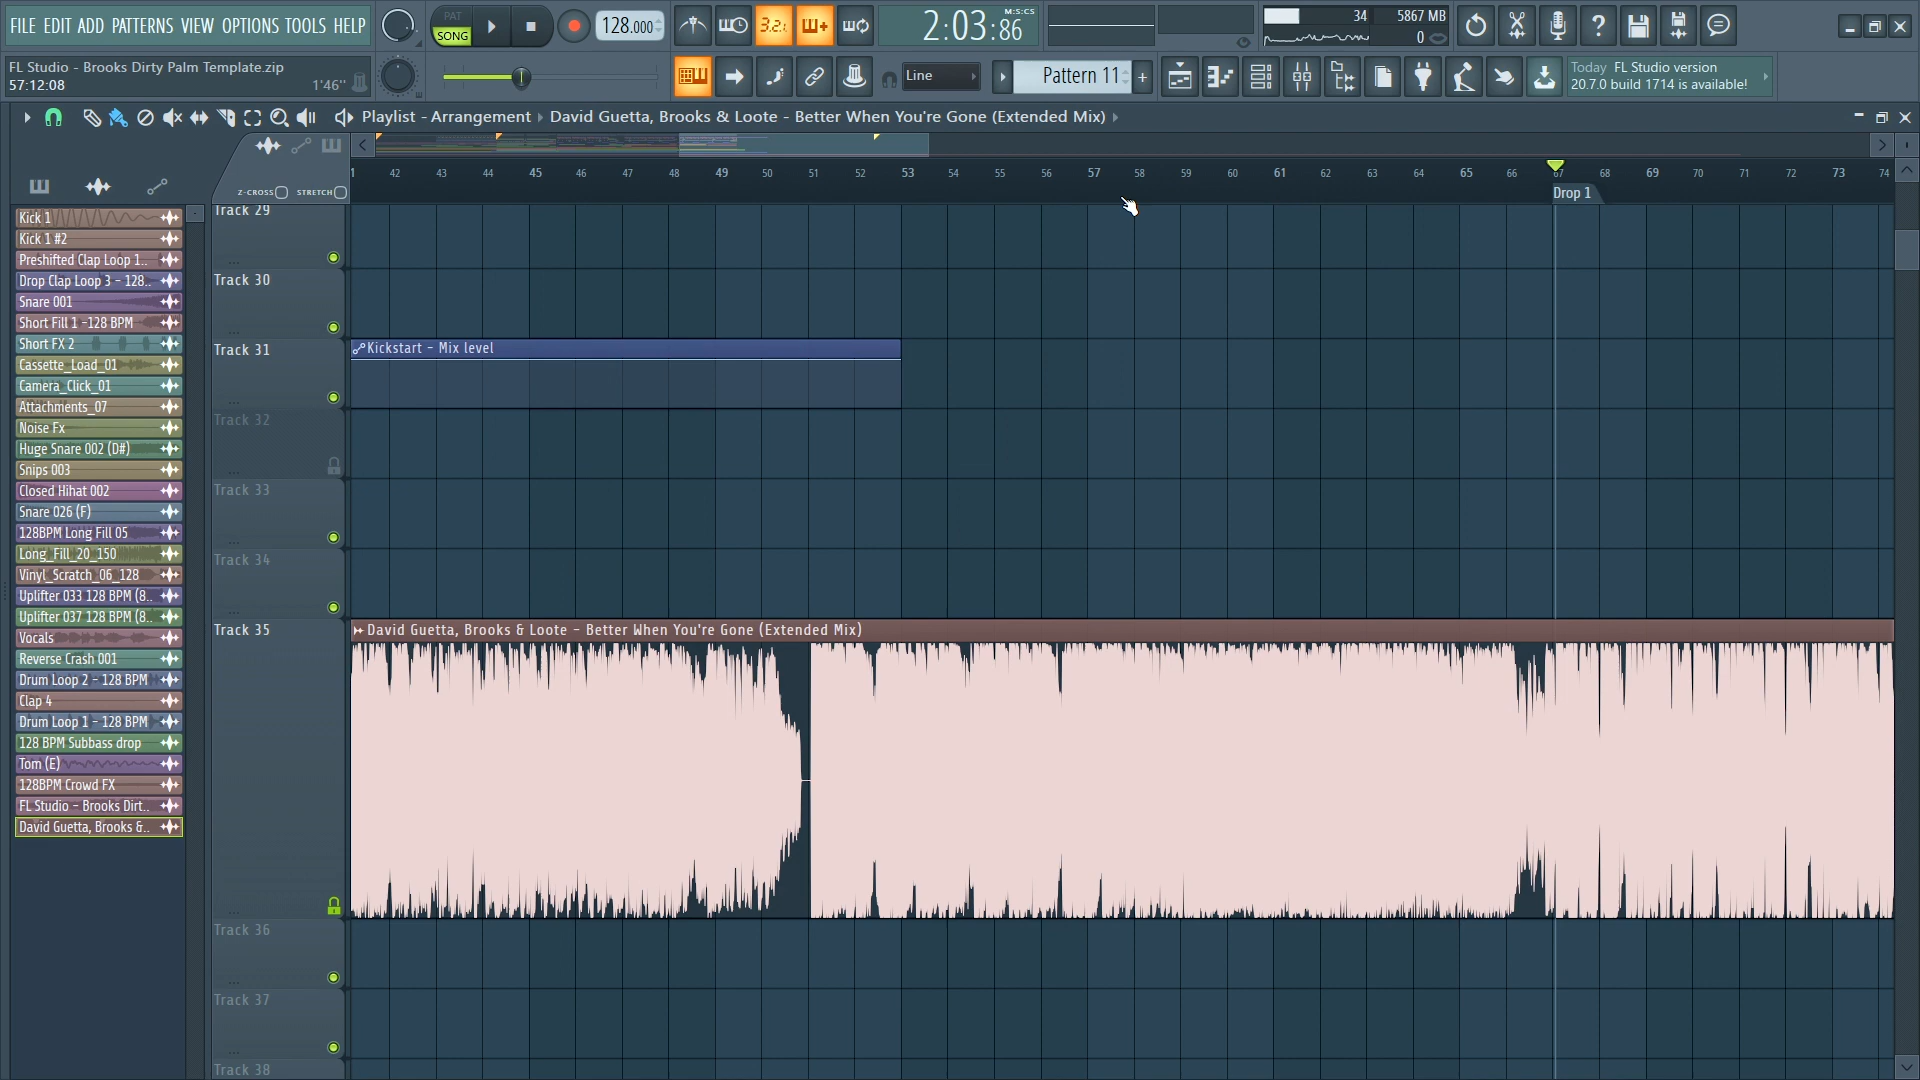 FILE EDIT ADD PATTERNS VIEW OPTIONS TOOLS HELP
PAT
SONG
128.000
3.2.
2:03:86
M:S:CS
34
5867 MB
0
FL Studio - Brooks Dirty Palm Template.zip
57:12:08
1'46''
Line
Pattern 11
+
Today FL Studio version
20.7.0 build 1714 is available!
Playlist - Arrangement
David Guetta, Brooks & Loote - Better When You're Gone (Extended Mix)
Z-CROSS
STRETCH
1 42 43 44 45 46 47 48 49 50 51 52 53 54 55 56 57 58 59 60 61 62 63 64 65 66 67 68 69 70 71 72 73 74
Drop 1
Kick 1
Kick 1 #2
Preshifted Clap Loop 1..
Drop Clap Loop 3 - 128..
Snare 001
Short Fill 1 -128 BPM
Short FX 2
Cassette_Load_01
Camera_Click_01
Attachments_07
Noise Fx
Huge Snare 002 (D#)
Snips 003
Closed Hihat 002
Snare 026 (F)
128BPM Long Fill 05
Long_Fill_20_150
Vinyl_Scratch_06_128
Uplifter 033 128 BPM (8..
Uplifter 037 128 BPM (8..
Vocals
Reverse Crash 001
Drum Loop 2 - 128 BPM
Clap 4
Drum Loop 1 - 128 BPM
128 BPM Subbass drop
Tom (E)
128BPM Crowd FX
FL Studio - Brooks Dirt..
David Guetta, Brooks &..
Track 29
Track 30
Track 31
Kickstart - Mix level
Track 32
Track 33
Track 34
Track 35
David Guetta, Brooks & Loote - Better When You're Gone (Extended Mix)
Track 36
Track 37
Track 38